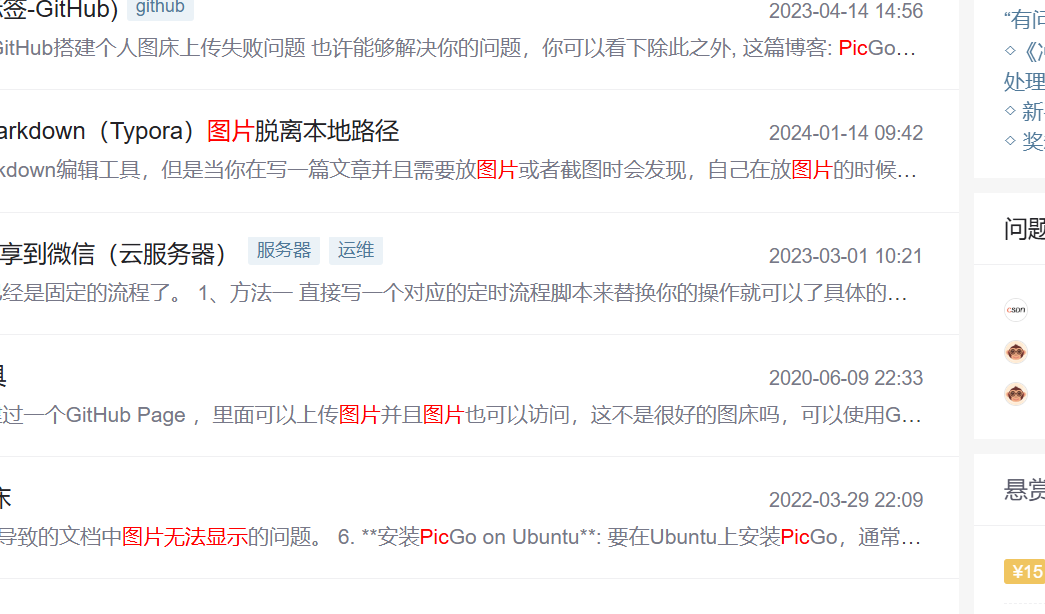 签-GitHub) github
2023-04-14 14:56
GitHub搭建个人图床上传失败问题 也许能够解决你的问题，你可以看下除此之外, 这篇博客: PicGo…
arkdown（Typora）图片脱离本地路径
2024-01-14 09:42
kdown编辑工具，但是当你在写一篇文章并且需要放图片或者截图时会发现，自己在放图片的时候…
享到微信（云服务器） 服务器 运维
2023-03-01 10:21
经是固定的流程了。 1、方法一 直接写一个对应的定时流程脚本来替换你的操作就可以了具体的…
具
2020-06-09 22:33
过一个GitHub Page ，里面可以上传图片并且图片也可以访问，这不是很好的图床吗，可以使用G…
床
2022-03-29 22:09
导致的文档中图片无法显示的问题。 6. **安装PicGo on Ubuntu**: 要在Ubuntu上安装PicGo，通常…
“有问
◇《
处理
◇ 新
◇ 奖
问题
csdn
悬赏
¥15